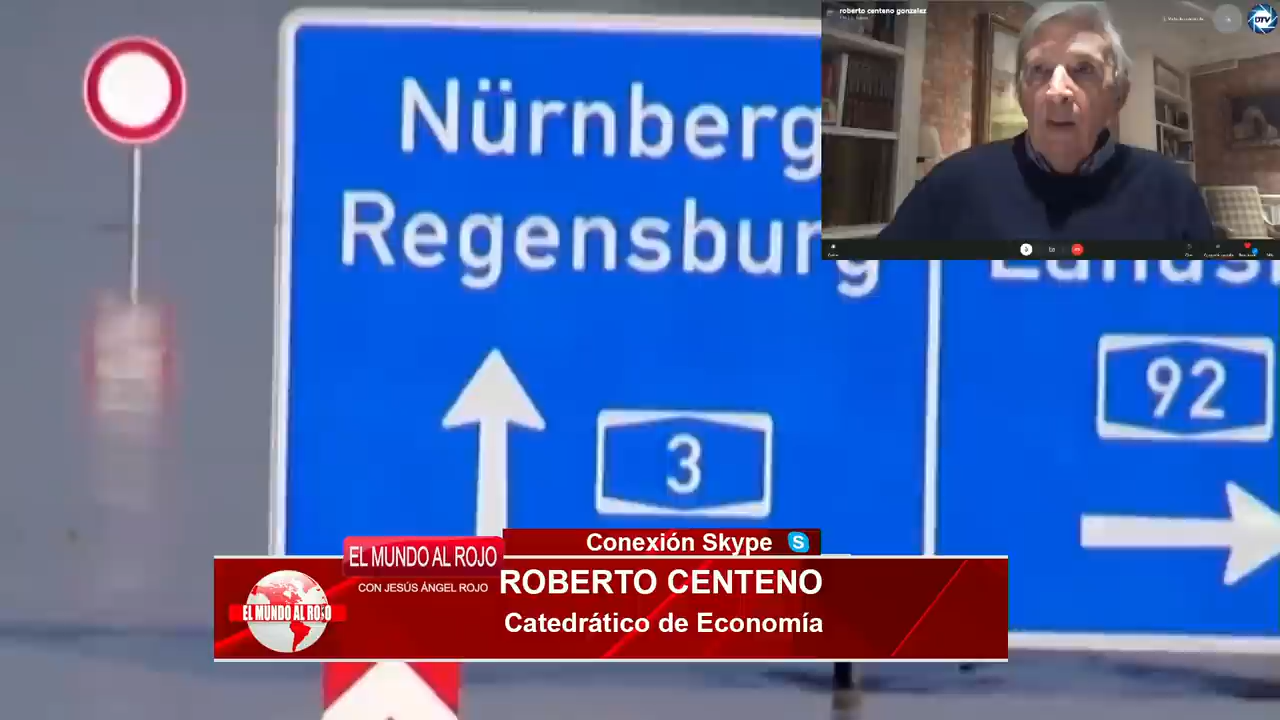 roberto centeno gonzalez
DTV
Nürnberg
Regensburg
92
3
Conexión Skype
EL MUNDO AL ROJO
CON JESÚS ÁNGEL ROJO
ROBERTO CENTENO
Catedrático de Economía
EL MUNDO AL ROJO